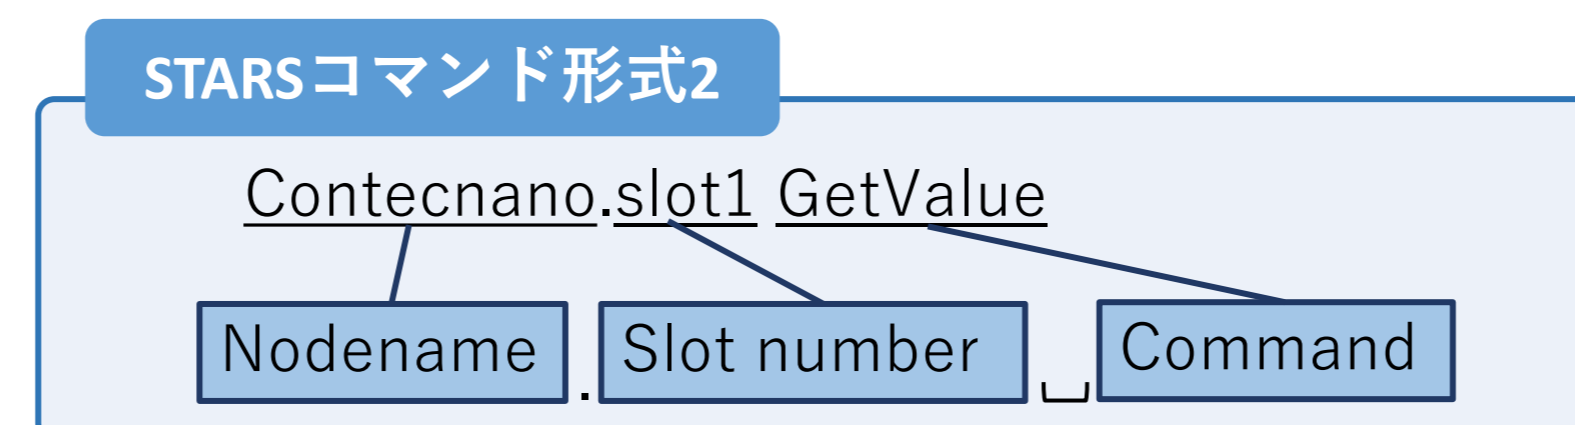 STARSコマンド形式2
Contecnano.slot1 GetValue
Nodename . Slot number ␣ Command